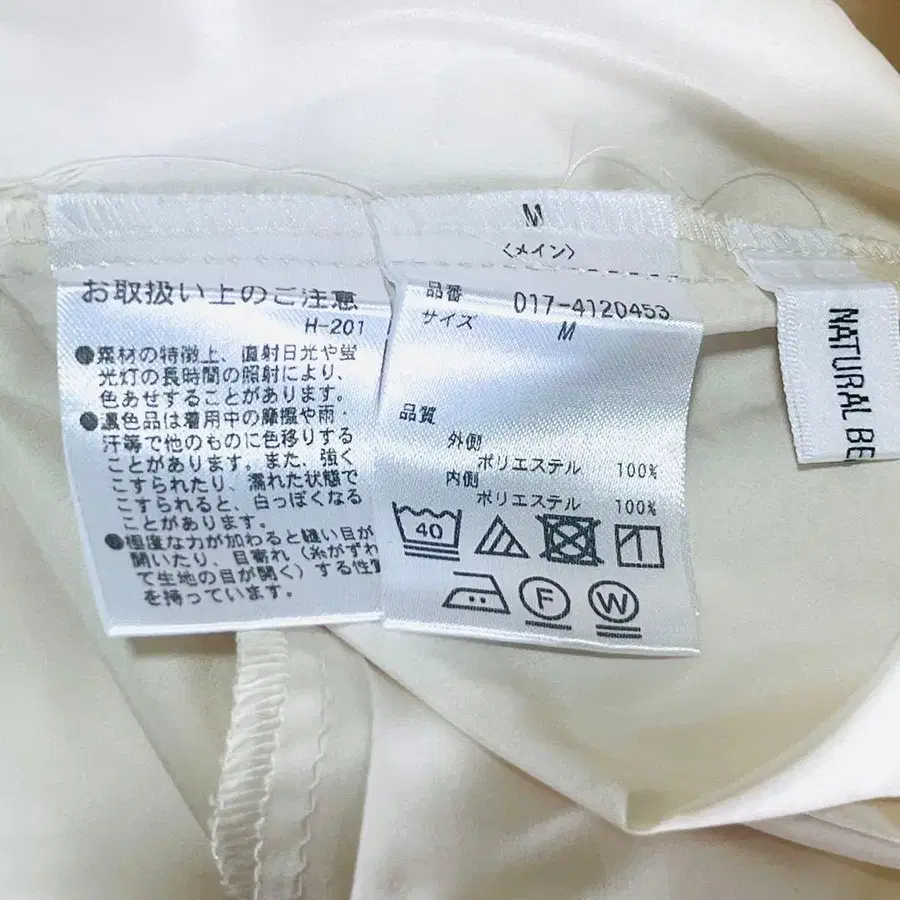 M
〈メイン〉
お取扱い上のご注意
H-201
●素材の特徴上、直射日光や蛍
光灯の長時間の照射により、
色あせすることがあります。
●濃色品は着用中の摩擦や雨・
汗等で他のものに色移りする
ことがあります。また、強く
こすられたり、濡れた状態で
こすられると、白っぽくなる
ことがあります。
●極度な力が加わると縫い目が
開いたり、目寄れ（糸がずれ
て生地の目が開く）する性質
を持っています。
品番 017-4120453
サイズ M
品質
外側
ポリエステル 100%
内側
ポリエステル 100%
40
F
W
NATURAL BE